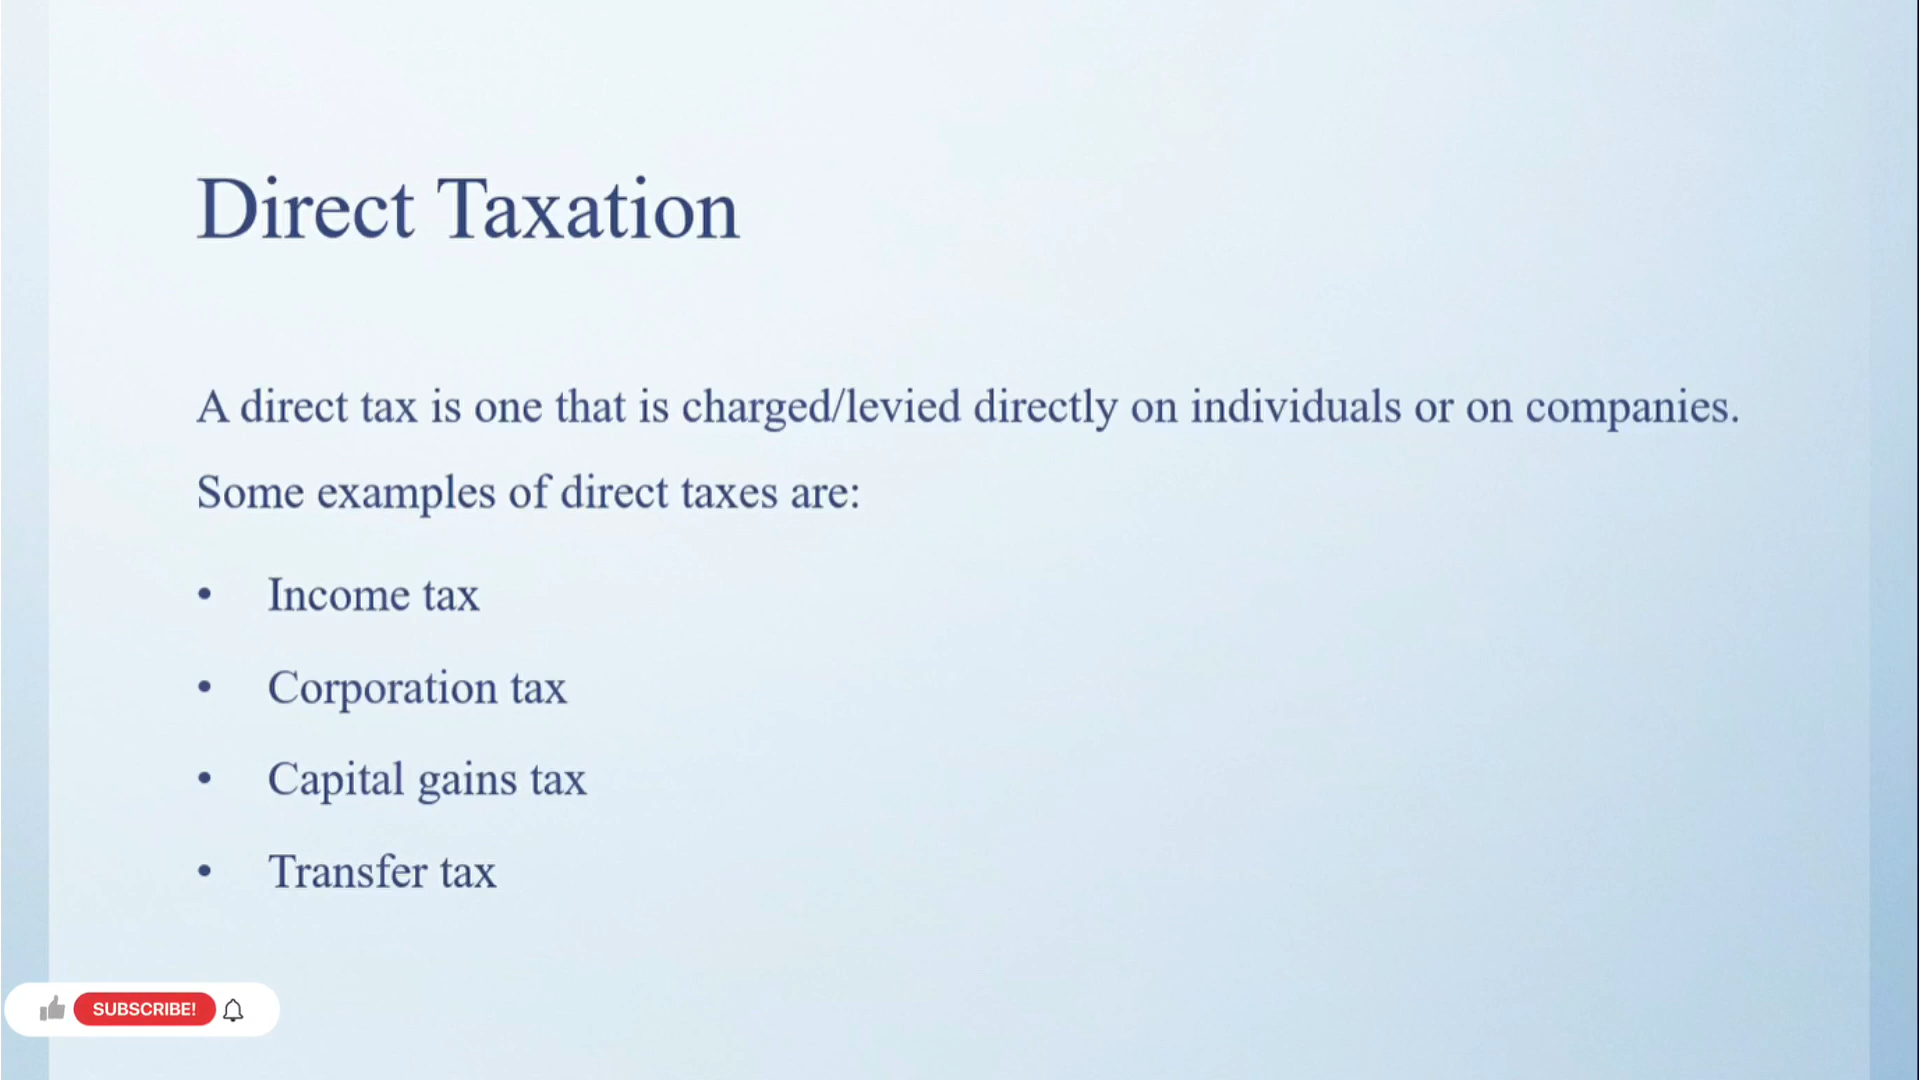 Direct Taxation
A direct tax is one that is charged/levied directly on individuals or on companies.
Some examples of direct taxes are:
• Income tax
• Corporation tax
• Capital gains tax
• Transfer tax
SUBSCRIBE!